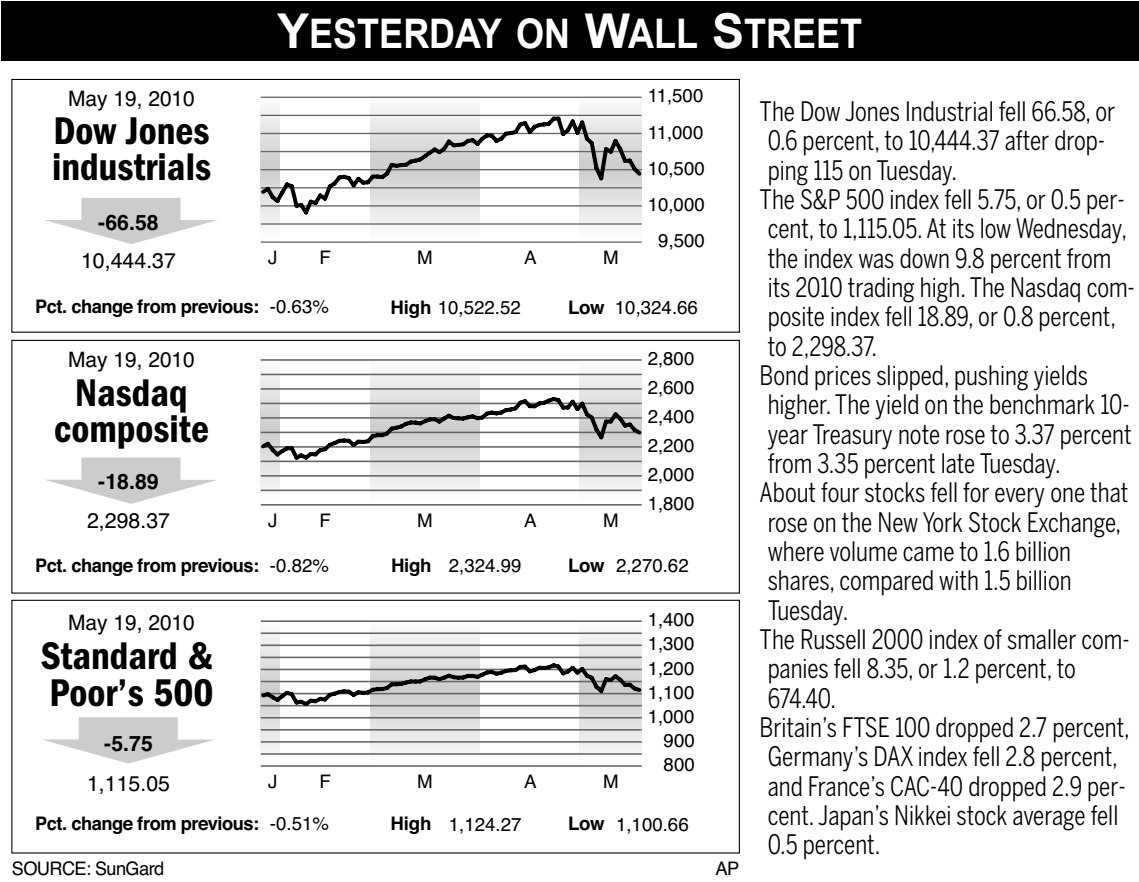 YESTERDAY ON WALL STREET
May 19, 2010
Dow Jones
industrials
-66.58
10,444.37
11,500
11,000
10,500
10,000
9,500
J F M A M
Pct. change from previous: -0.63% High 10,522.52 Low 10,324.66
May 19, 2010
Nasdaq
composite
-18.89
2,298.37
2,800
2,600
2,400
2,200
2,000
1,800
J F M A M
Pct. change from previous: -0.82% High 2,324.99 Low 2,270.62
May 19, 2010
Standard &
Poor's 500
-5.75
1,115.05
1,400
1,300
1,200
1,100
1,000
900
800
J F M A M
Pct. change from previous: -0.51% High 1,124.27 Low 1,100.66
SOURCE: SunGard AP
The Dow Jones Industrial fell 66.58, or
0.6 percent, to 10,444.37 after drop-
ping 115 on Tuesday.
The S&P 500 index fell 5.75, or 0.5 per-
cent, to 1,115.05. At its low Wednesday,
the index was down 9.8 percent from
its 2010 trading high. The Nasdaq com-
posite index fell 18.89, or 0.8 percent,
to 2,298.37.
Bond prices slipped, pushing yields
higher. The yield on the benchmark 10-
year Treasury note rose to 3.37 percent
from 3.35 percent late Tuesday.
About four stocks fell for every one that
rose on the New York Stock Exchange,
where volume came to 1.6 billion
shares, compared with 1.5 billion
Tuesday.
The Russell 2000 index of smaller com-
panies fell 8.35, or 1.2 percent, to
674.40.
Britain's FTSE 100 dropped 2.7 percent,
Germany's DAX index fell 2.8 percent,
and France's CAC-40 dropped 2.9 per-
cent. Japan's Nikkei stock average fell
0.5 percent.